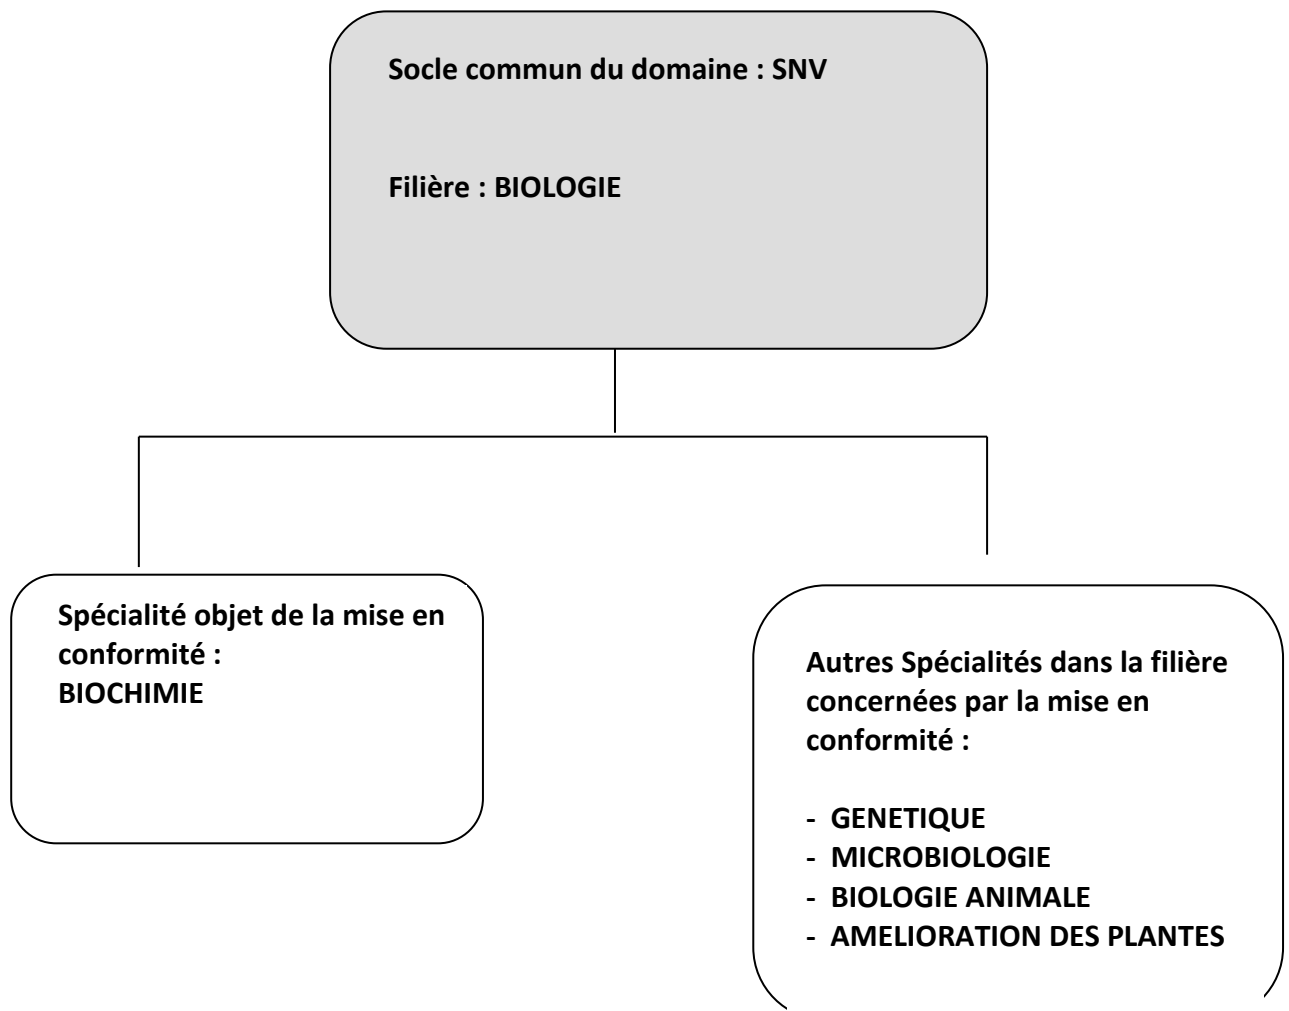 Socle commun du domaine : SNV
Filière : BIOLOGIE
Spécialité objet de la mise en
conformité :
BIOCHIMIE
Autres Spécialités dans la filière
concernées par la mise en
conformité :
- GENETIQUE
- MICROBIOLOGIE
- BIOLOGIE ANIMALE
- AMELIORATION DES PLANTES